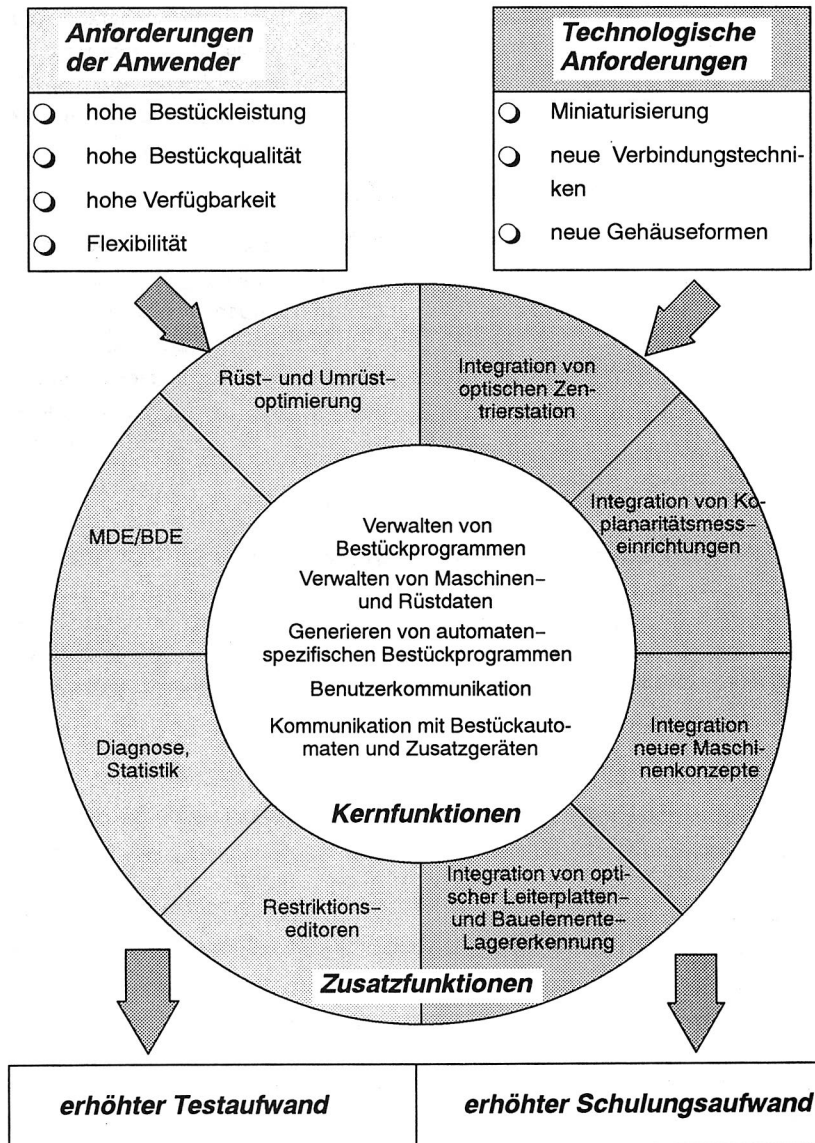 Anforderungen
der Anwender
hohe Bestückleistung
hohe Bestückqualität
hohe Verfügbarkeit
Flexibilität
Technologische
Anforderungen
Miniaturisierung
neue Verbindungstechni-
ken
neue Gehäuseformen
Rüst- und Umrüst-
optimierung
Integration von
optischen Zen-
trierstation
MDE/BDE
Integration von Ko-
planaritätsmess-
einrichtungen
Verwalten von
Bestückprogrammen
Verwalten von Maschinen-
und Rüstdaten
Generieren von automaten-
spezifischen Bestückprogrammen
Benutzerkommunikation
Kommunikation mit Bestückauto-
maten und Zusatzgeräten
Kernfunktionen
Diagnose,
Statistik
Integration
neuer Maschi-
nenkonzepte
Restriktions-
editoren
Integration von opti-
scher Leiterplatten-
und Bauelemente-
Lagererkennung
Zusatzfunktionen
erhöhter Testaufwand
erhöhter Schulungsaufwand